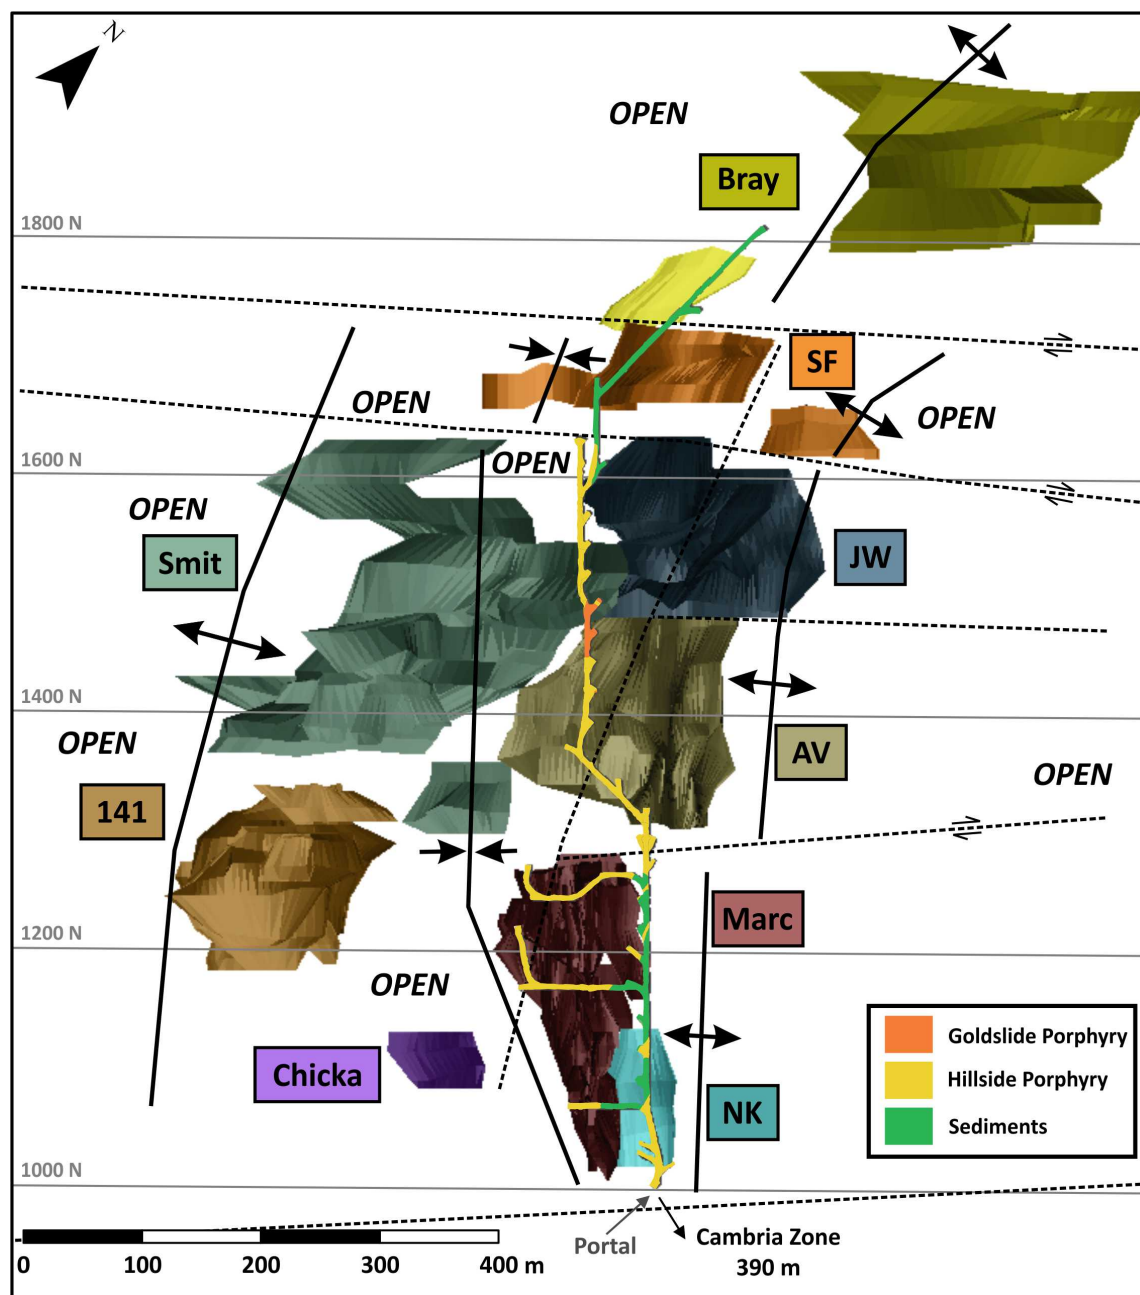 N
OPEN
Bray
1800 N
SF
OPEN
OPEN
OPEN
1600 N
OPEN
Smit
JW
1400 N
OPEN
AV
OPEN
141
Marc
1200 N
OPEN
Goldslide Porphyry
Chicka
Hillside Porphyry
NK
Sediments
1000 N
Portal
Cambria Zone
390 m
0 100 200 300 400 m